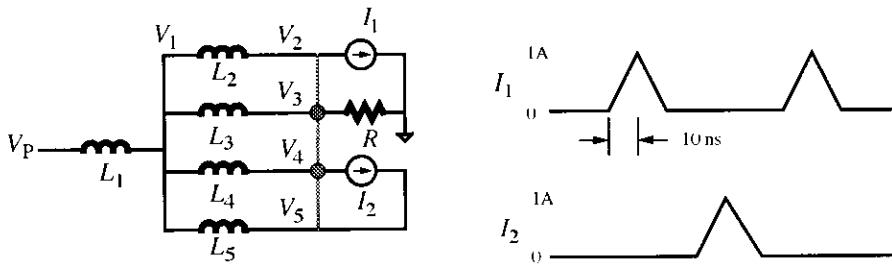 V1 L2 V2 I1
L3 V3 R
VP L1
L4 V4 I2
L5 V5
I1 1A 0
10 ns
I2 1A 0